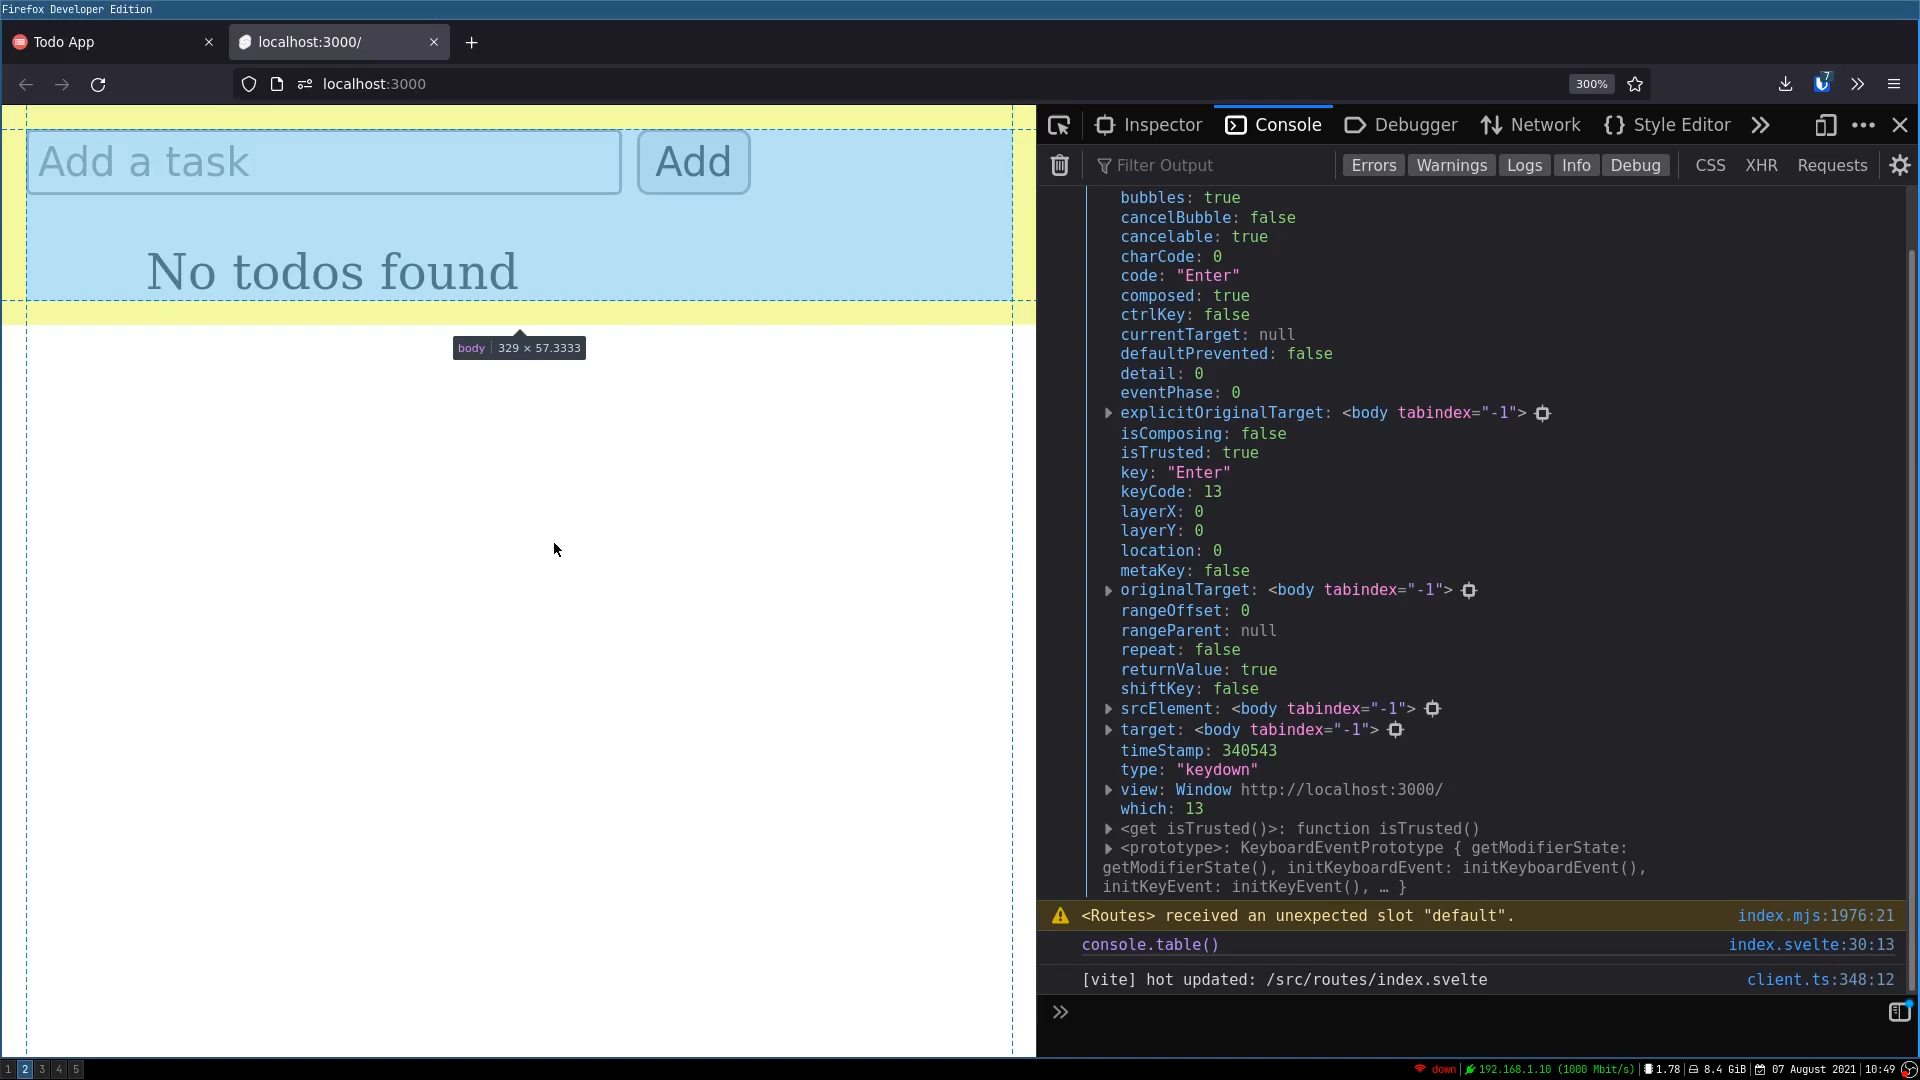 Firefox Developer Edition
Todo App
localhost:3000/
localhost:3000
300%
7
Add a task
Add
No todos found
body 329 × 57.3333
Inspector Console Debugger Network Style Editor
Filter Output Errors Warnings Logs Info Debug CSS XHR Requests
bubbles: true
cancelBubble: false
cancelable: true
charCode: 0
code: "Enter"
composed: true
ctrlKey: false
currentTarget: null
defaultPrevented: false
detail: 0
eventPhase: 0
explicitOriginalTarget: <body tabindex="-1">
isComposing: false
isTrusted: true
key: "Enter"
keyCode: 13
layerX: 0
layerY: 0
location: 0
metaKey: false
originalTarget: <body tabindex="-1">
rangeOffset: 0
rangeParent: null
repeat: false
returnValue: true
shiftKey: false
srcElement: <body tabindex="-1">
target: <body tabindex="-1">
timeStamp: 340543
type: "keydown"
view: Window http://localhost:3000/
which: 13
<get isTrusted()>: function isTrusted()
<prototype>: KeyboardEventPrototype { getModifierState:
getModifierState(), initKeyboardEvent: initKeyboardEvent(),
initKeyEvent: initKeyEvent(), … }
<Routes> received an unexpected slot "default". index.mjs:1976:21
console.table() index.svelte:30:13
[vite] hot updated: /src/routes/index.svelte client.ts:348:12
1 2 3 4 5
down 192.168.1.10 (1000 Mbit/s) 1.78 8.4 GiB 07 August 2021 10:49